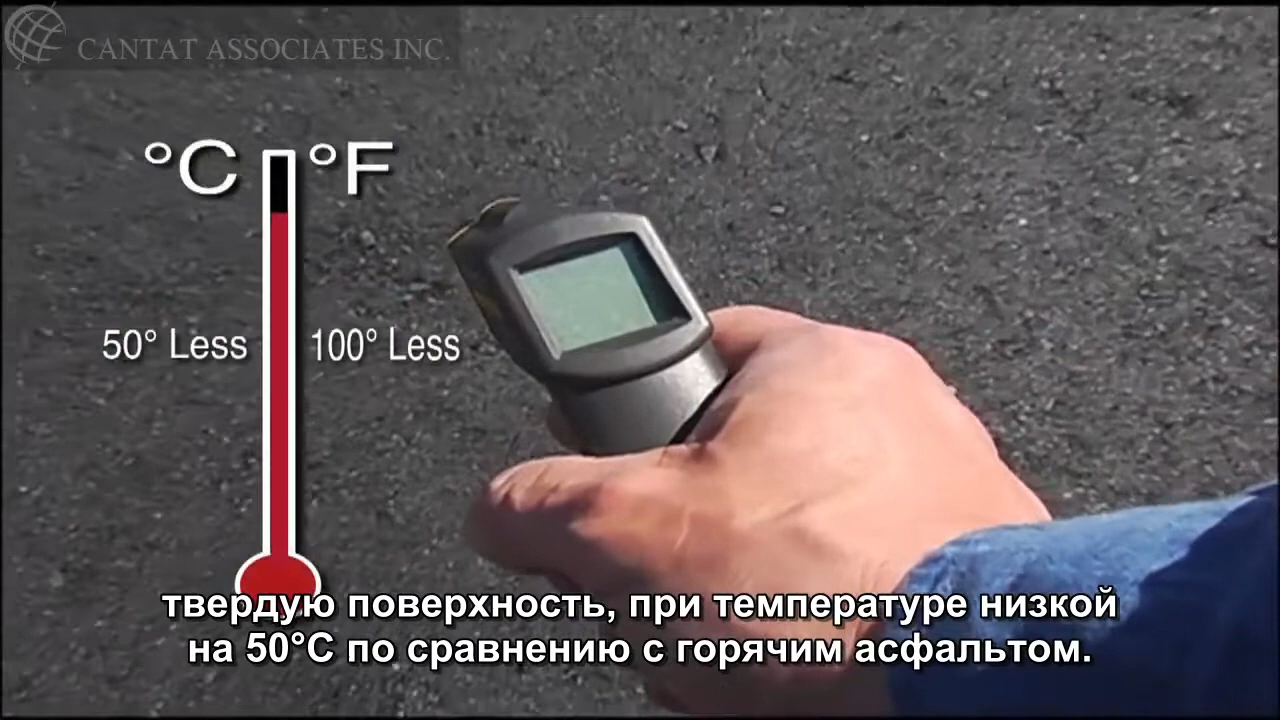 CANTAT ASSOCIATES INC.
°C °F
50° Less 100° Less
твердую поверхность, при температуре низкой
на 50°C по сравнению с горячим асфальтом.